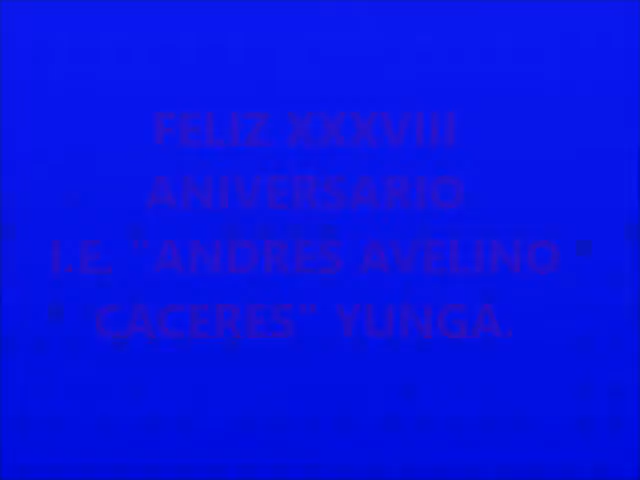 FELIZ XXXVIII
ANIVERSARIO
I.E. "ANDRES AVELINO
CACERES" YUNGA.